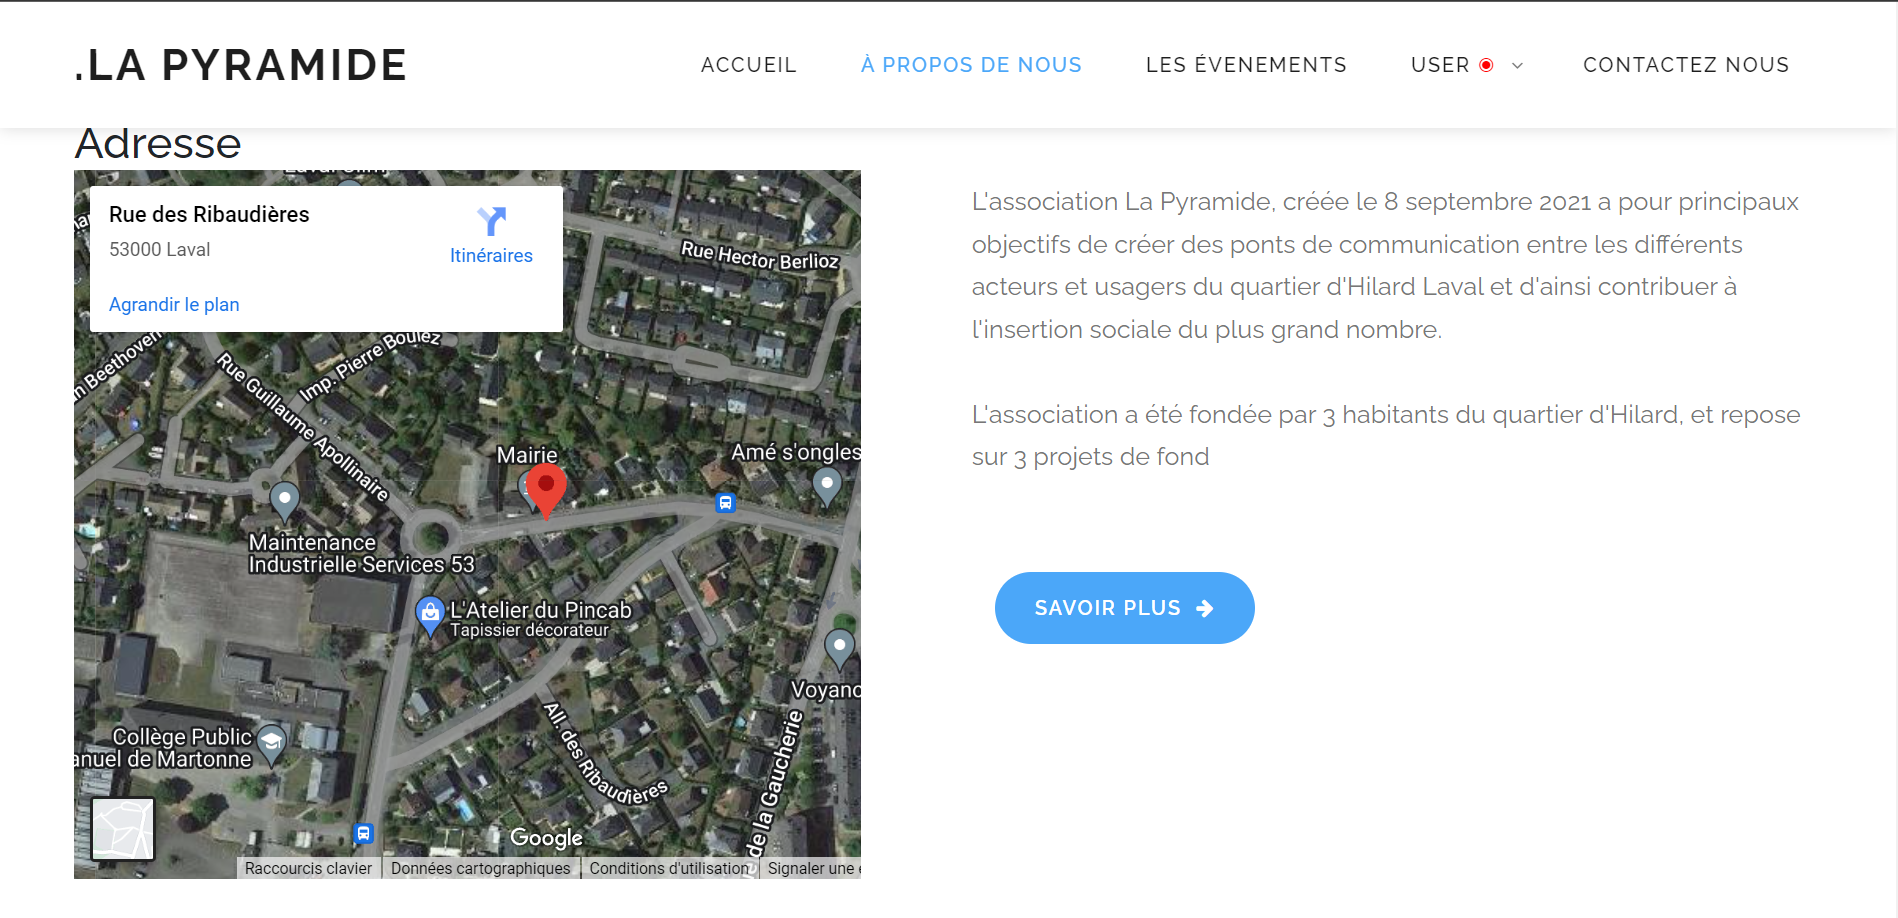 .LA PYRAMIDE
ACCUEIL
À PROPOS DE NOUS
LES ÉVENEMENTS
USER
CONTACTEZ NOUS
Adresse
Rue des Ribaudières
53000 Laval
Itinéraires
Agrandir le plan
Rue Hector Berlioz
Imp. Pierre Boulez
n Beethoven
Rue Guillaume Apollinaire
Mairie
Amé s'ongles
Maintenance
Industrielle Services 53
L'Atelier du Pincab
Tapissier décorateur
Voyanc
All. des Ribaudières
de la Gaucherie
Collège Public
anuel de Martonne
Google
Raccourcis clavier
Données cartographiques
Conditions d'utilisation
Signaler une e
L'association La Pyramide, créée le 8 septembre 2021 a pour principaux
objectifs de créer des ponts de communication entre les différents
acteurs et usagers du quartier d'Hilard Laval et d'ainsi contribuer à
l'insertion sociale du plus grand nombre.
L'association a été fondée par 3 habitants du quartier d'Hilard, et repose
sur 3 projets de fond
SAVOIR PLUS